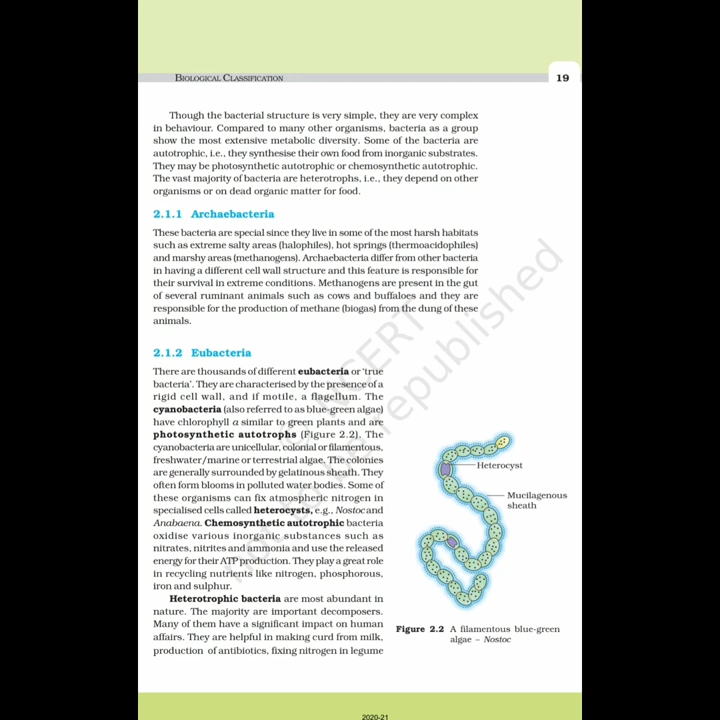 BIOLOGICAL CLASSIFICATION
19
Though the bacterial structure is very simple, they are very complex
in behaviour. Compared to many other organisms, bacteria as a group
show the most extensive metabolic diversity. Some of the bacteria are
autotrophic, i.e., they synthesise their own food from inorganic substrates.
They may be photosynthetic autotrophic or chemosynthetic autotrophic.
The vast majority of bacteria are heterotrophs, i.e., they depend on other
organisms or on dead organic matter for food.
2.1.1 Archaebacteria
These bacteria are special since they live in some of the most harsh habitats
such as extreme salty areas (halophiles), hot springs (thermoacidophiles)
and marshy areas (methanogens). Archaebacteria differ from other bacteria
in having a different cell wall structure and this feature is responsible for
their survival in extreme conditions. Methanogens are present in the gut
of several ruminant animals such as cows and buffaloes and they are
responsible for the production of methane (biogas) from the dung of these
animals.
2.1.2 Eubacteria
There are thousands of different eubacteria or 'true
bacteria'. They are characterised by the presence of a
rigid cell wall, and if motile, a flagellum. The
cyanobacteria (also referred to as blue-green algae)
have chlorophyll a similar to green plants and are
photosynthetic autotrophs (Figure 2.2). The
cyanobacteria are unicellular, colonial or filamentous,
freshwater/marine or terrestrial algae. The colonies
are generally surrounded by gelatinous sheath. They
often form blooms in polluted water bodies. Some of
these organisms can fix atmospheric nitrogen in
specialised cells called heterocysts, e.g., Nostoc and
Anabaena. Chemosynthetic autotrophic bacteria
oxidise various inorganic substances such as
nitrates, nitrites and ammonia and use the released
energy for their ATP production. They play a great role
in recycling nutrients like nitrogen, phosphorous,
iron and sulphur.
Heterotrophic bacteria are most abundant in
nature. The majority are important decomposers.
Many of them have a significant impact on human
affairs. They are helpful in making curd from milk,
production of antibiotics, fixing nitrogen in legume
Heterocyst
Mucilagenous
sheath
Figure 2.2 A filamentous blue-green
algae – Nostoc
NCERT
not to be republished
2020-21